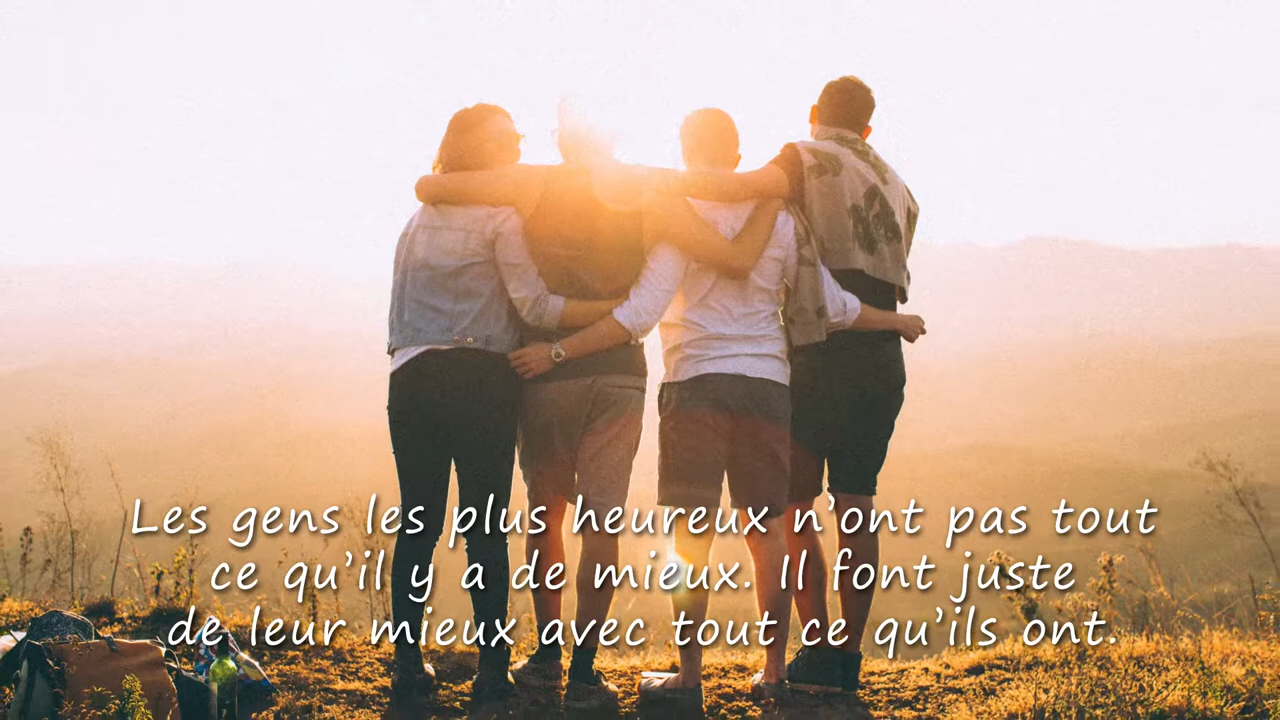 Les gens les plus heureux n’ont pas tout
ce qu’il y a de mieux. Il font juste
de leur mieux avec tout ce qu’ils ont.